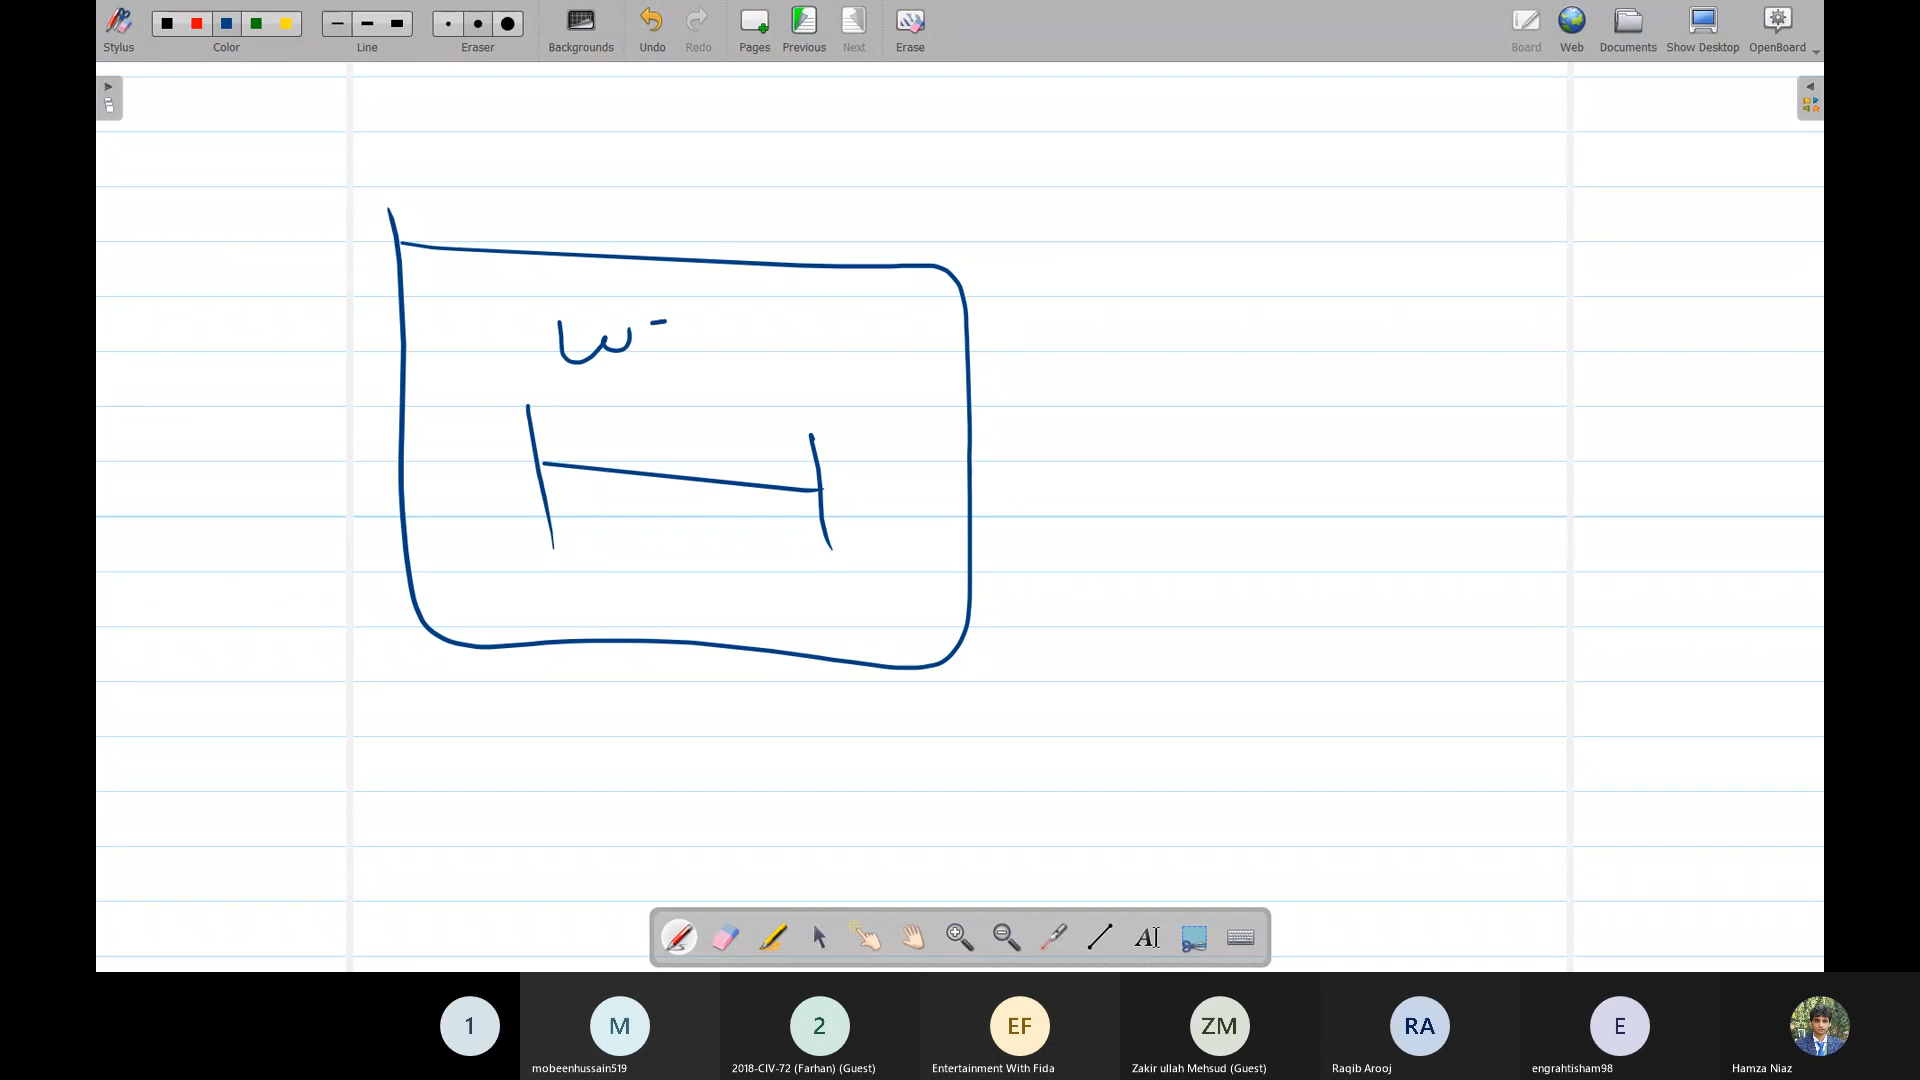 Stylus
Color
Line
Eraser
Backgrounds
Undo
Redo
Pages
Previous
Next
Erase
Board
Web
Documents
Show Desktop
OpenBoard
W -
A
1
M
mobeenhussain519
2
2018-CIV-72 (Farhan) (Guest)
EF
Entertainment With Fida
ZM
Zakir ullah Mehsud (Guest)
RA
Raqib Arooj
E
engrahtisham98
Hamza Niaz